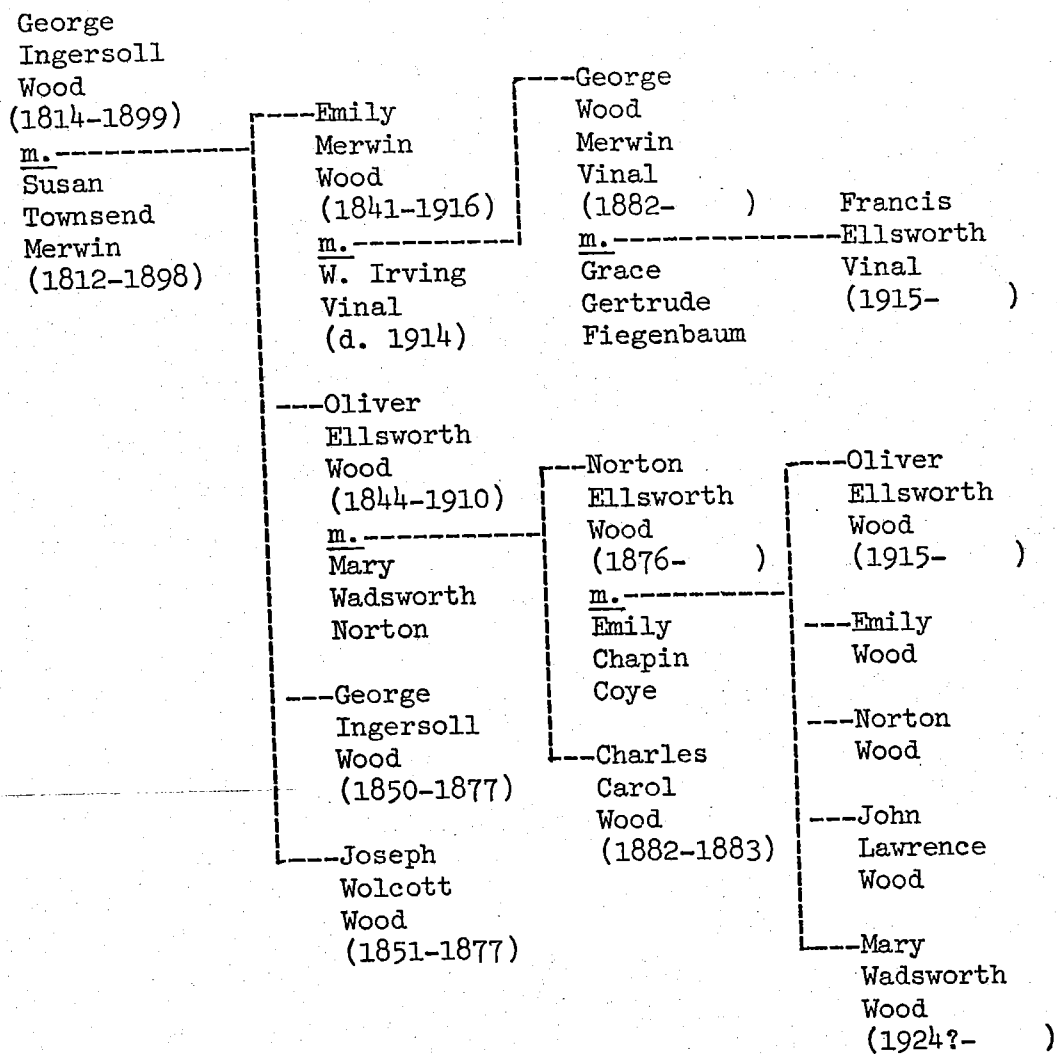 George
Ingersoll
Wood
(1814-1899)
m.
Susan
Townsend
Merwin
(1812-1898)
Emily
Merwin
Wood
(1841-1916)
m.
W. Irving
Vinal
(d. 1914)
Oliver
Ellsworth
Wood
(1844-1910)
m.
Mary
Wadsworth
Norton
George
Ingersoll
Wood
(1850-1877)
Joseph
Wolcott
Wood
(1851-1877)
George
Wood
Merwin
Vinal
(1882-     )
m.
Grace
Gertrude
Fiegenbaum
Norton
Ellsworth
Wood
(1876-     )
m.
Emily
Chapin
Coye
Charles
Carol
Wood
(1882-1883)
Francis
Ellsworth
Vinal
(1915-     )
Oliver
Ellsworth
Wood
(1915-     )
Emily
Wood
Norton
Wood
John
Lawrence
Wood
Mary
Wadsworth
Wood
(1924?-     )